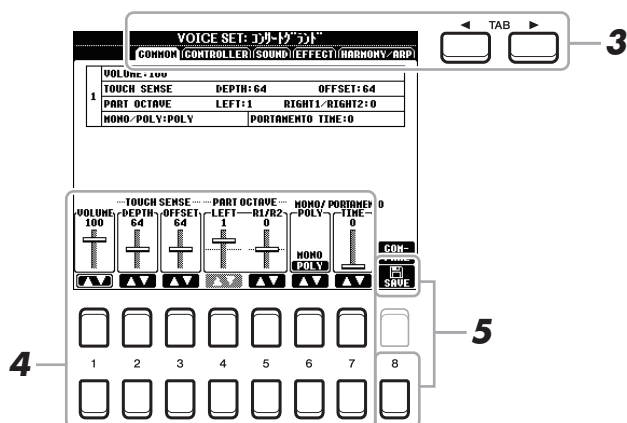 ◀ TAB ▶
3
VOICE SET: ｺﾝｻｰﾄｸﾞﾗﾝﾄﾞ
COMMON CONTROLLER SOUND EFFECT HARMONY/ARP
VOLUME:100
1
TOUCH SENSE DEPTH:64 OFFSET:64
PART OCTAVE LEFT:1 RIGHT1/RIGHT2:0
MONO/POLY:POLY PORTAMENTO TIME:0
TOUCH SENSE PART OCTAVE MONO/ PORTAMENTO
VOLUME DEPTH OFFSET LEFT R1/R2 POLY TIME
100 64 64 1 0 0
MONO
POLY
COM-
PARE
SAVE
5
4
1 2 3 4 5 6 7 8